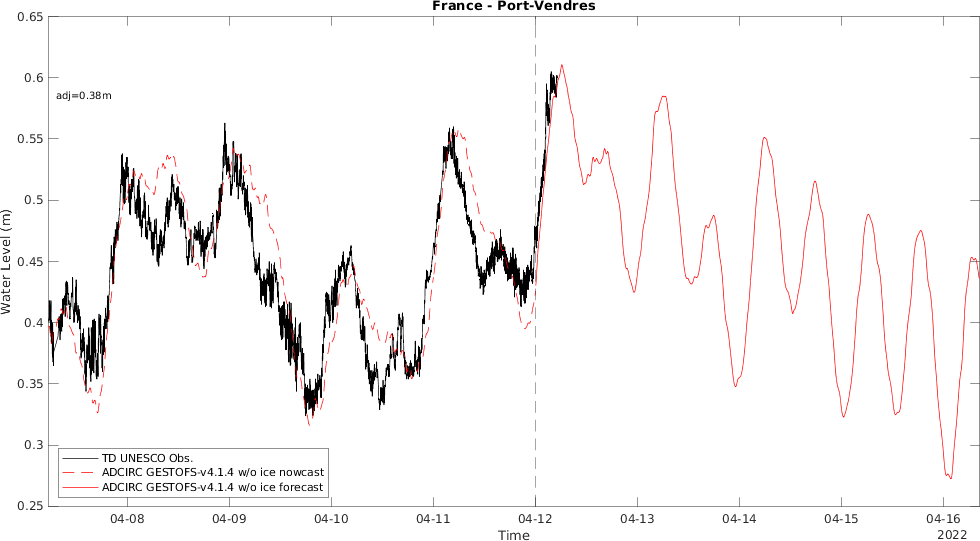 France - Port-Vendres
0.65
0.6
adj=0.38m
0.55
0.5
0.45
0.4
0.35
0.3
0.25
Water Level (m)
TD UNESCO Obs.
ADCIRC GESTOFS-v4.1.4 w/o ice nowcast
ADCIRC GESTOFS-v4.1.4 w/o ice forecast
04-08 04-09 04-10 04-11 04-12 04-13 04-14 04-15 04-16
Time 2022